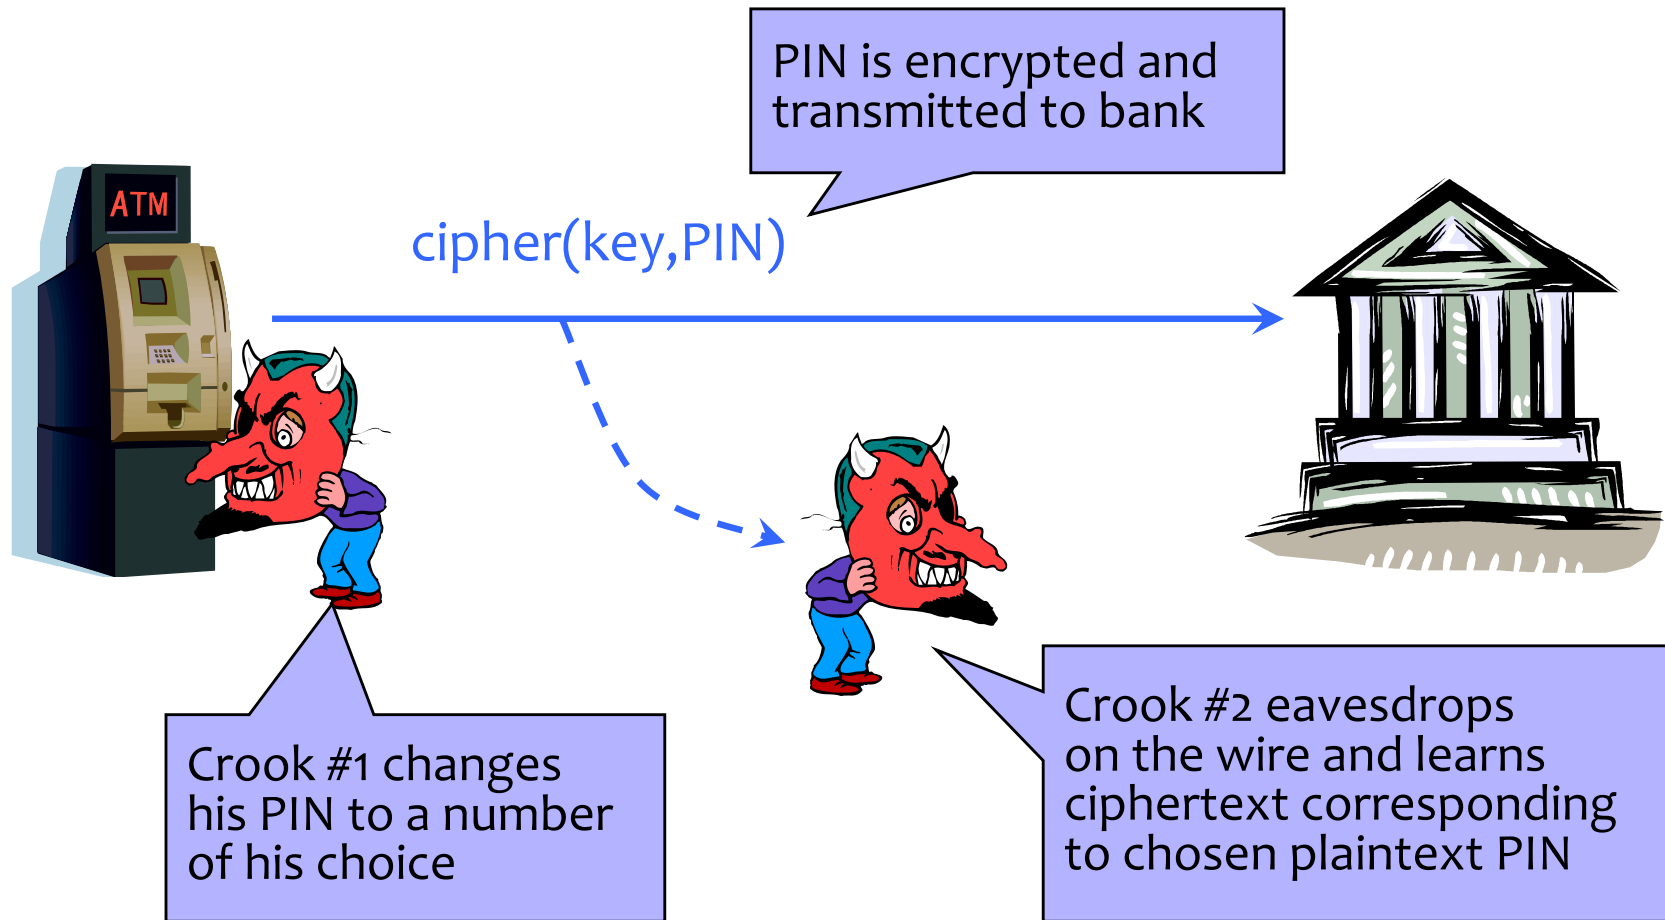 PIN is encrypted and
transmitted to bank
ATM
cipher(key,PIN)
Crook #1 changes
his PIN to a number
of his choice
Crook #2 eavesdrops
on the wire and learns
ciphertext corresponding
to chosen plaintext PIN